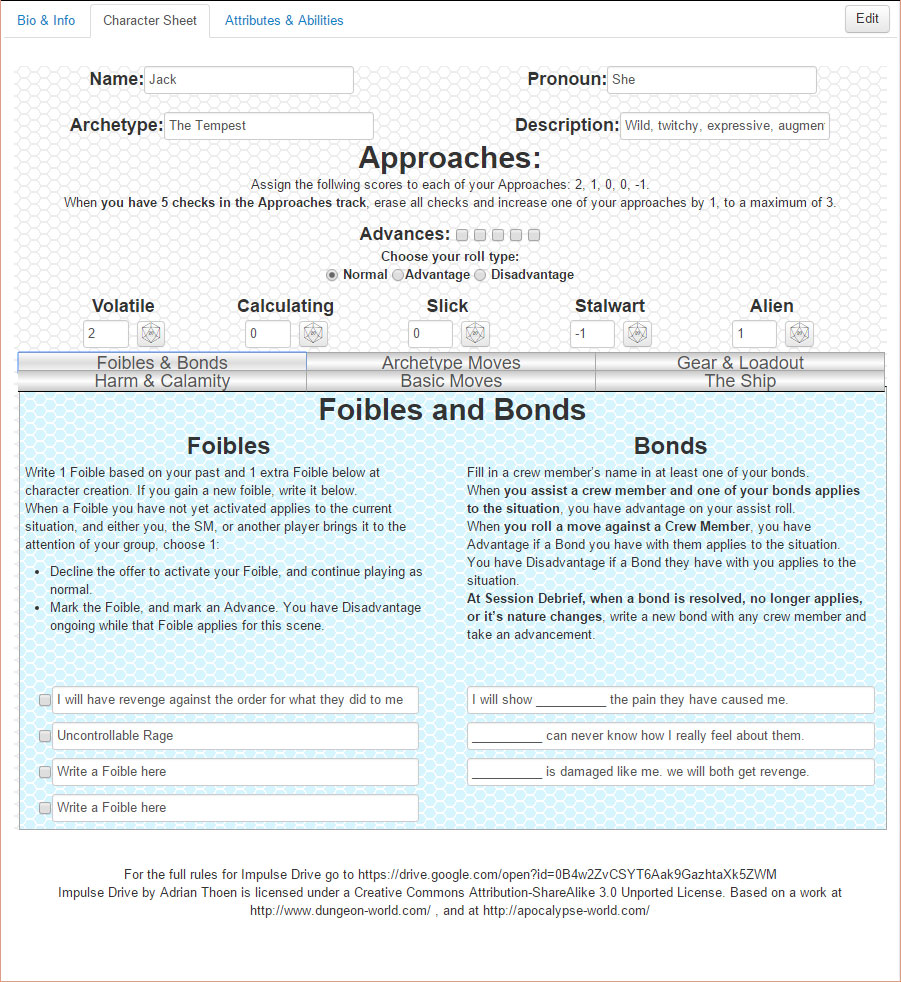 Bio & Info Character Sheet Attributes & Abilities Edit
Name: Jack Pronoun: She
Archetype: The Tempest Description: Wild, twitchy, expressive, augmen
Approaches:
Assign the follwing scores to each of your Approaches: 2, 1, 0, 0, -1.
When you have 5 checks in the Approaches track, erase all checks and increase one of your approaches by 1, to a maximum of 3.
Advances:
Choose your roll type:
Normal Advantage Disadvantage
Volatile Calculating Slick Stalwart Alien
2 0 0 -1 1
Foibles & Bonds Archetype Moves Gear & Loadout
Harm & Calamity Basic Moves The Ship
Foibles and Bonds
Foibles
Write 1 Foible based on your past and 1 extra Foible below at
character creation. If you gain a new foible, write it below.
When a Foible you have not yet activated applies to the current
situation, and either you, the SM, or another player brings it to the
attention of your group, choose 1:
• Decline the offer to activate your Foible, and continue playing as
normal.
• Mark the Foible, and mark an Advance. You have Disadvantage
ongoing while that Foible applies for this scene.
I will have revenge against the order for what they did to me
Uncontrollable Rage
Write a Foible here
Write a Foible here
Bonds
Fill in a crew member's name in at least one of your bonds.
When you assist a crew member and one of your bonds applies
to the situation, you have advantage on your assist roll.
When you roll a move against a Crew Member, you have
Advantage if a Bond you have with them applies to the situation.
You have Disadvantage if a Bond they have with you applies to the
situation.
At Session Debrief, when a bond is resolved, no longer applies,
or it's nature changes, write a new bond with any crew member and
take an advancement.
I will show __________ the pain they have caused me.
__________ can never know how I really feel about them.
__________ is damaged like me. we will both get revenge.
For the full rules for Impulse Drive go to https://drive.google.com/open?id=0B4w2ZvCSYT6Aak9GazhtaXk5ZWM
Impulse Drive by Adrian Thoen is licensed under a Creative Commons Attribution-ShareAlike 3.0 Unported License. Based on a work at
http://www.dungeon-world.com/ , and at http://apocalypse-world.com/